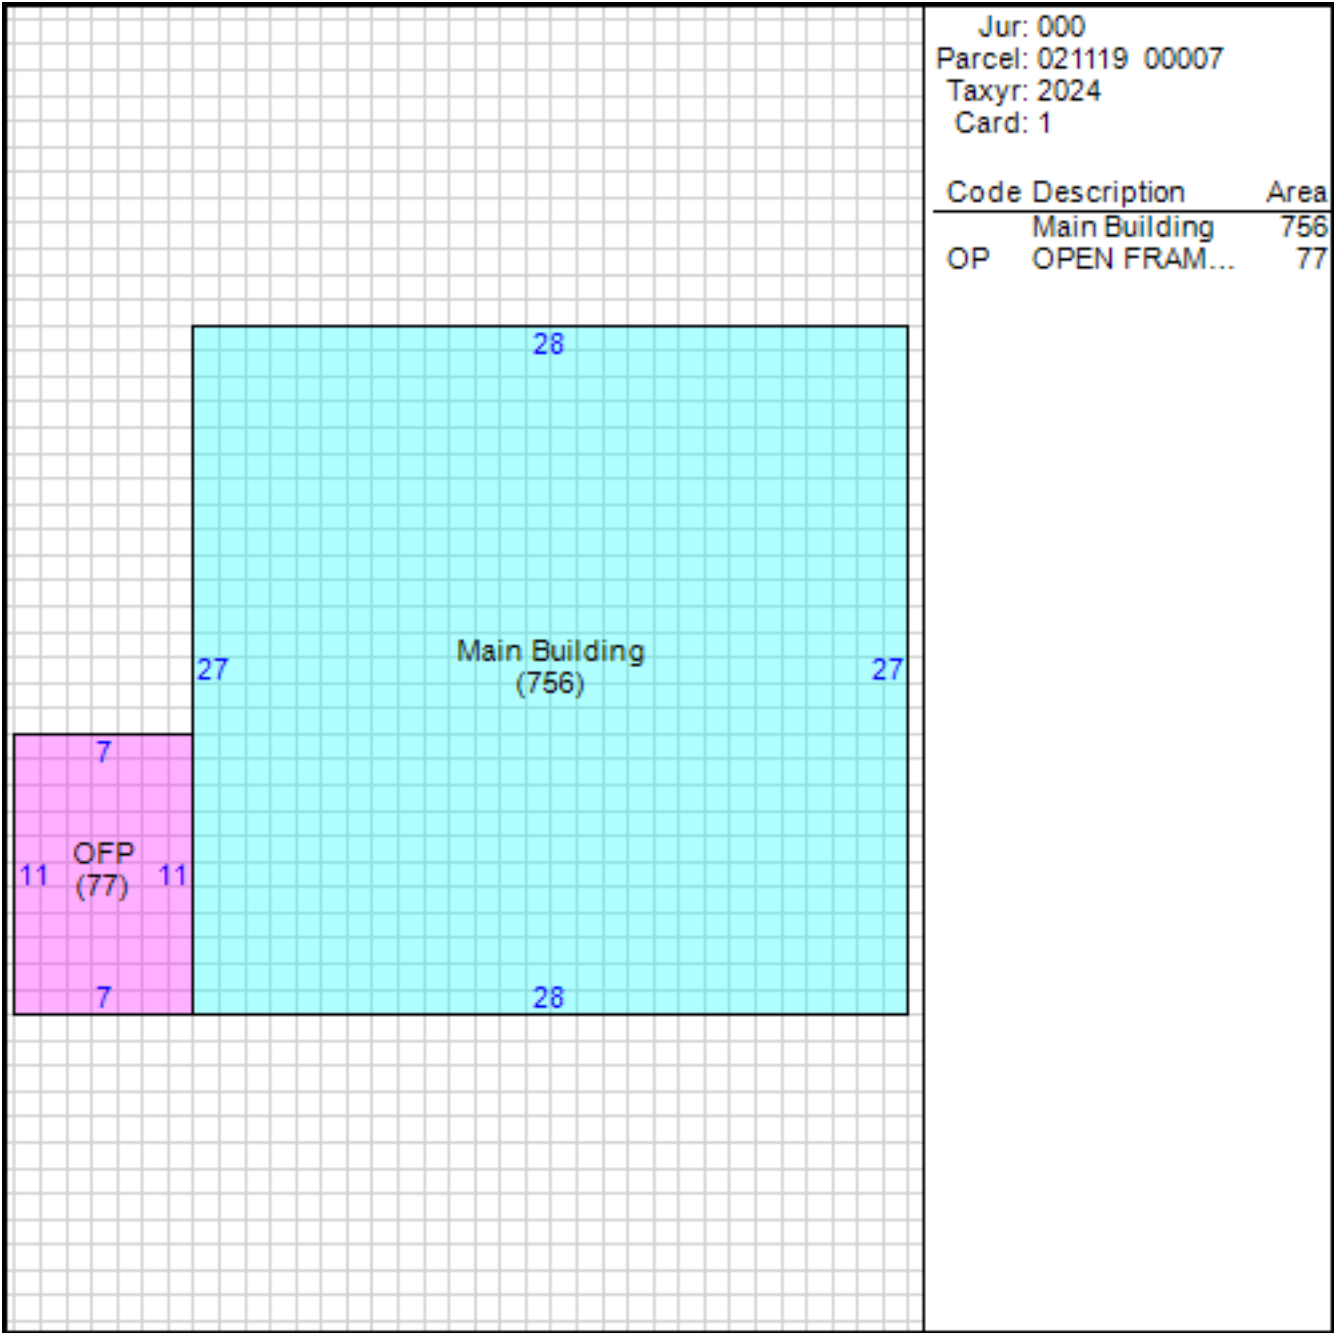 Jur: 000
Parcel: 021119 00007
Taxyr: 2024
Card: 1
Code Description Area
Main Building 756
OP OPEN FRAM... 77
28
27 Main Building 27
(756)
7
OFP
11 (77) 11
7 28